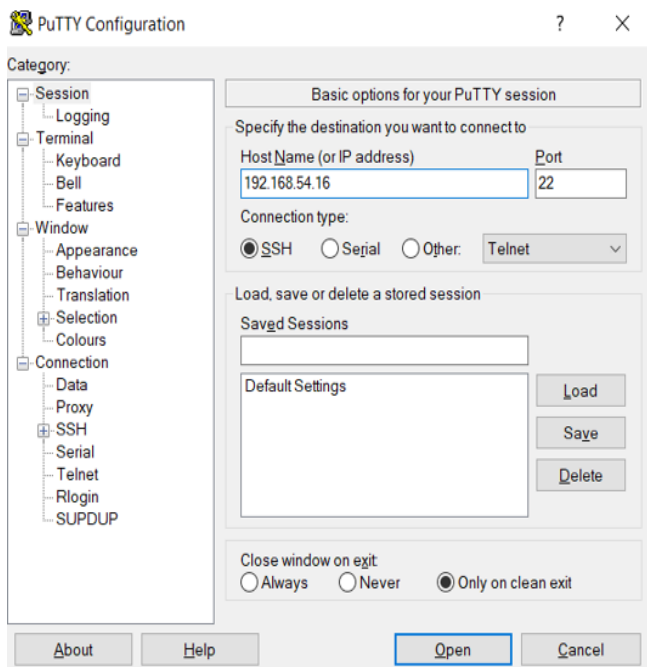 PuTTY Configuration
? ×
Category:
Session
Logging
Terminal
Keyboard
Bell
Features
Window
Appearance
Behaviour
Translation
Selection
Colours
Connection
Data
Proxy
SSH
Serial
Telnet
Rlogin
SUPDUP
Basic options for your PuTTY session
Specify the destination you want to connect to
Host Name (or IP address) Port
192.168.54.16 22
Connection type:
SSH Serial Other: Telnet
Load, save or delete a stored session
Saved Sessions
Default Settings
Load
Save
Delete
Close window on exit:
Always Never Only on clean exit
About Help Open Cancel